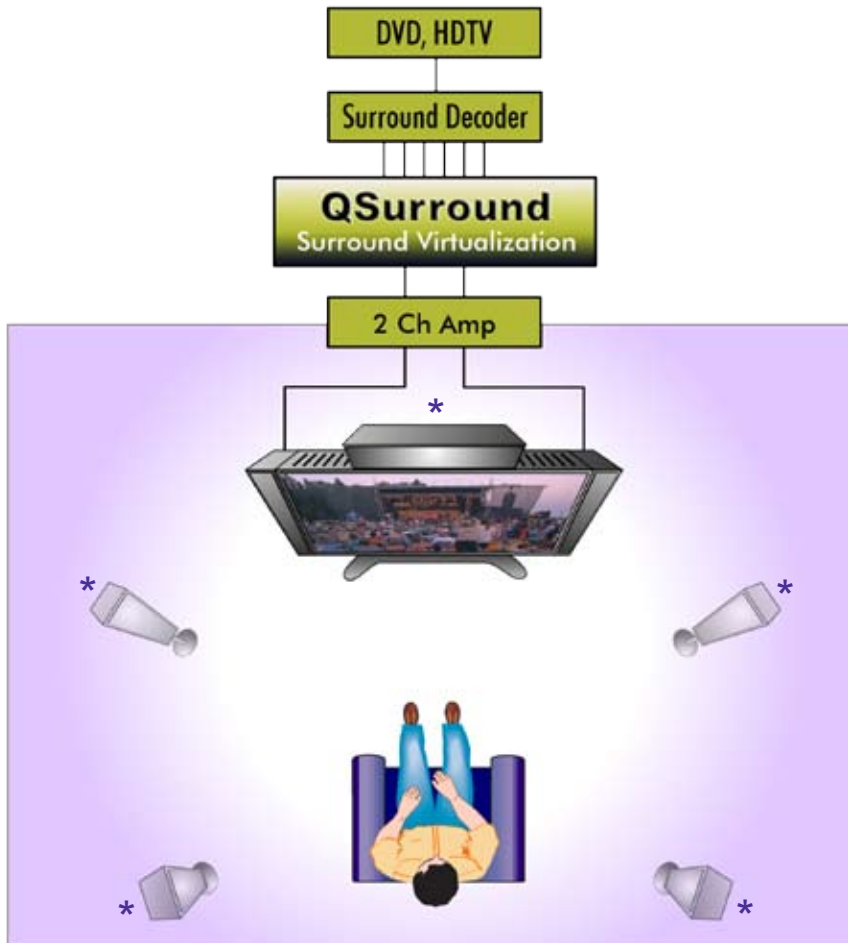 DVD, HDTV
Surround Decoder
QSurround
Surround Virtualization
2 Ch Amp
*
*
*
*
*